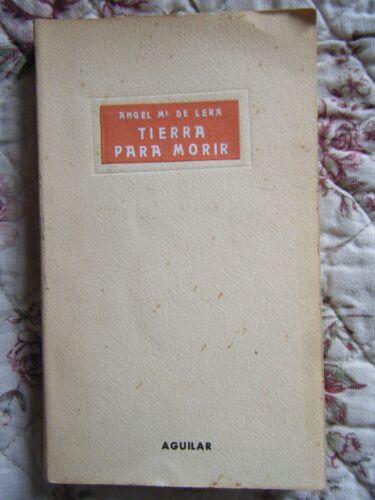 ANGEL Mª DE LERA
TIERRA
PARA MORIR
AGUILAR